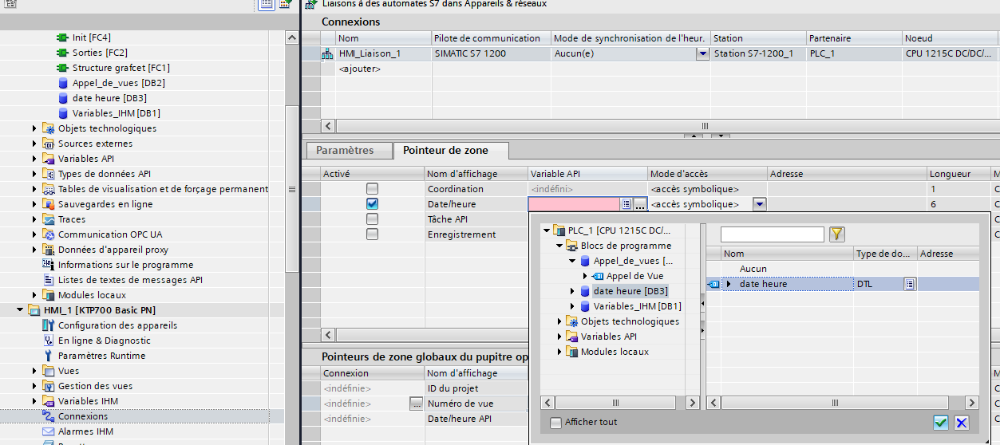 Liaisons à des automates S7 dans Appareils & réseaux
Connexions
Nom Pilote de communication Mode de synchronisation de l'heur. Station Partenaire Noeud
HMI_Liaison_1 SIMATIC S7 1200 Aucun(e) Station S7-1200_1 PLC_1 CPU 1215C DC/DC/...
<ajouter>
Init [FC4]
Sorties [FC2]
Structure grafcet [FC1]
Appel_de_vues [DB2]
date heure [DB3]
Variables_IHM [DB1]
Objets technologiques
Sources externes
Variables API
Types de données API
Tables de visualisation et de forçage permanent
Sauvegardes en ligne
Traces
Communication OPC UA
Données d'appareil proxy
Informations sur le programme
Listes de textes de messages API
Modules locaux
HMI_1 [KTP700 Basic PN]
Configuration des appareils
En ligne & Diagnostic
Paramètres Runtime
Vues
Gestion des vues
Variables IHM
Connexions
Alarmes IHM
Paramètres Pointeur de zone
Activé Nom d'affichage Variable API Mode d'accès Adresse Longueur
Coordination <indéfini> <accès symbolique> 1
Date/heure ... <accès symbolique> 6
Tâche API
Enregistrement
PLC_1 [CPU 1215C DC/...
Blocs de programme
Appel_de_vues [...
Appel de Vue
date heure [DB3]
Variables_IHM [DB1]
Objets technologiques
Variables API
Modules locaux
Nom Type de do... Adresse
Aucun
date heure DTL
Afficher tout
Pointeurs de zone globaux du pupitre op
Connexion Nom d'affichage
<indéfinie> ID du projet
<indéfinie> ... Numéro de vue
<indéfinie> Date/heure API